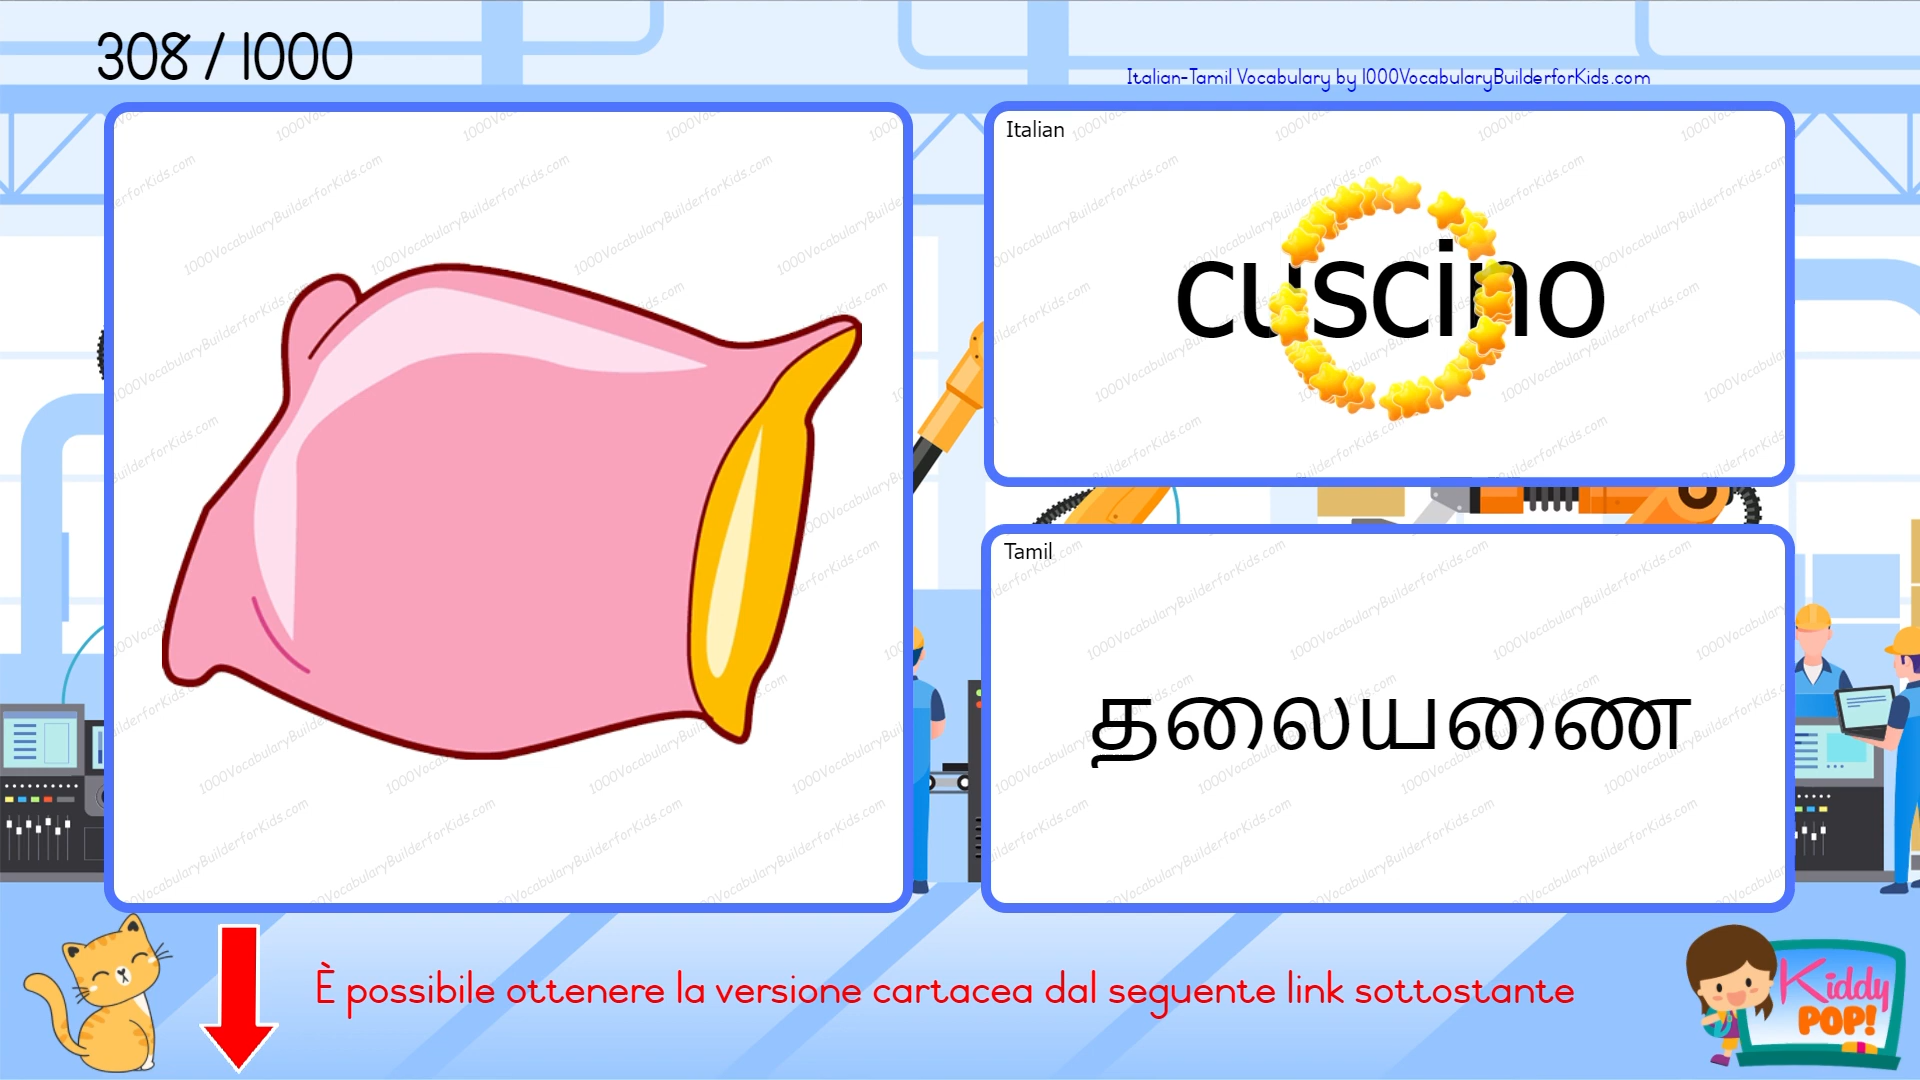 308 / 1000
Italian-Tamil Vocabulary by 1000VocabularyBuilderforKids.com
Italian
cuscino
Tamil
தலையணை
È possibile ottenere la versione cartacea dal seguente link sottostante
Kiddy
POP!